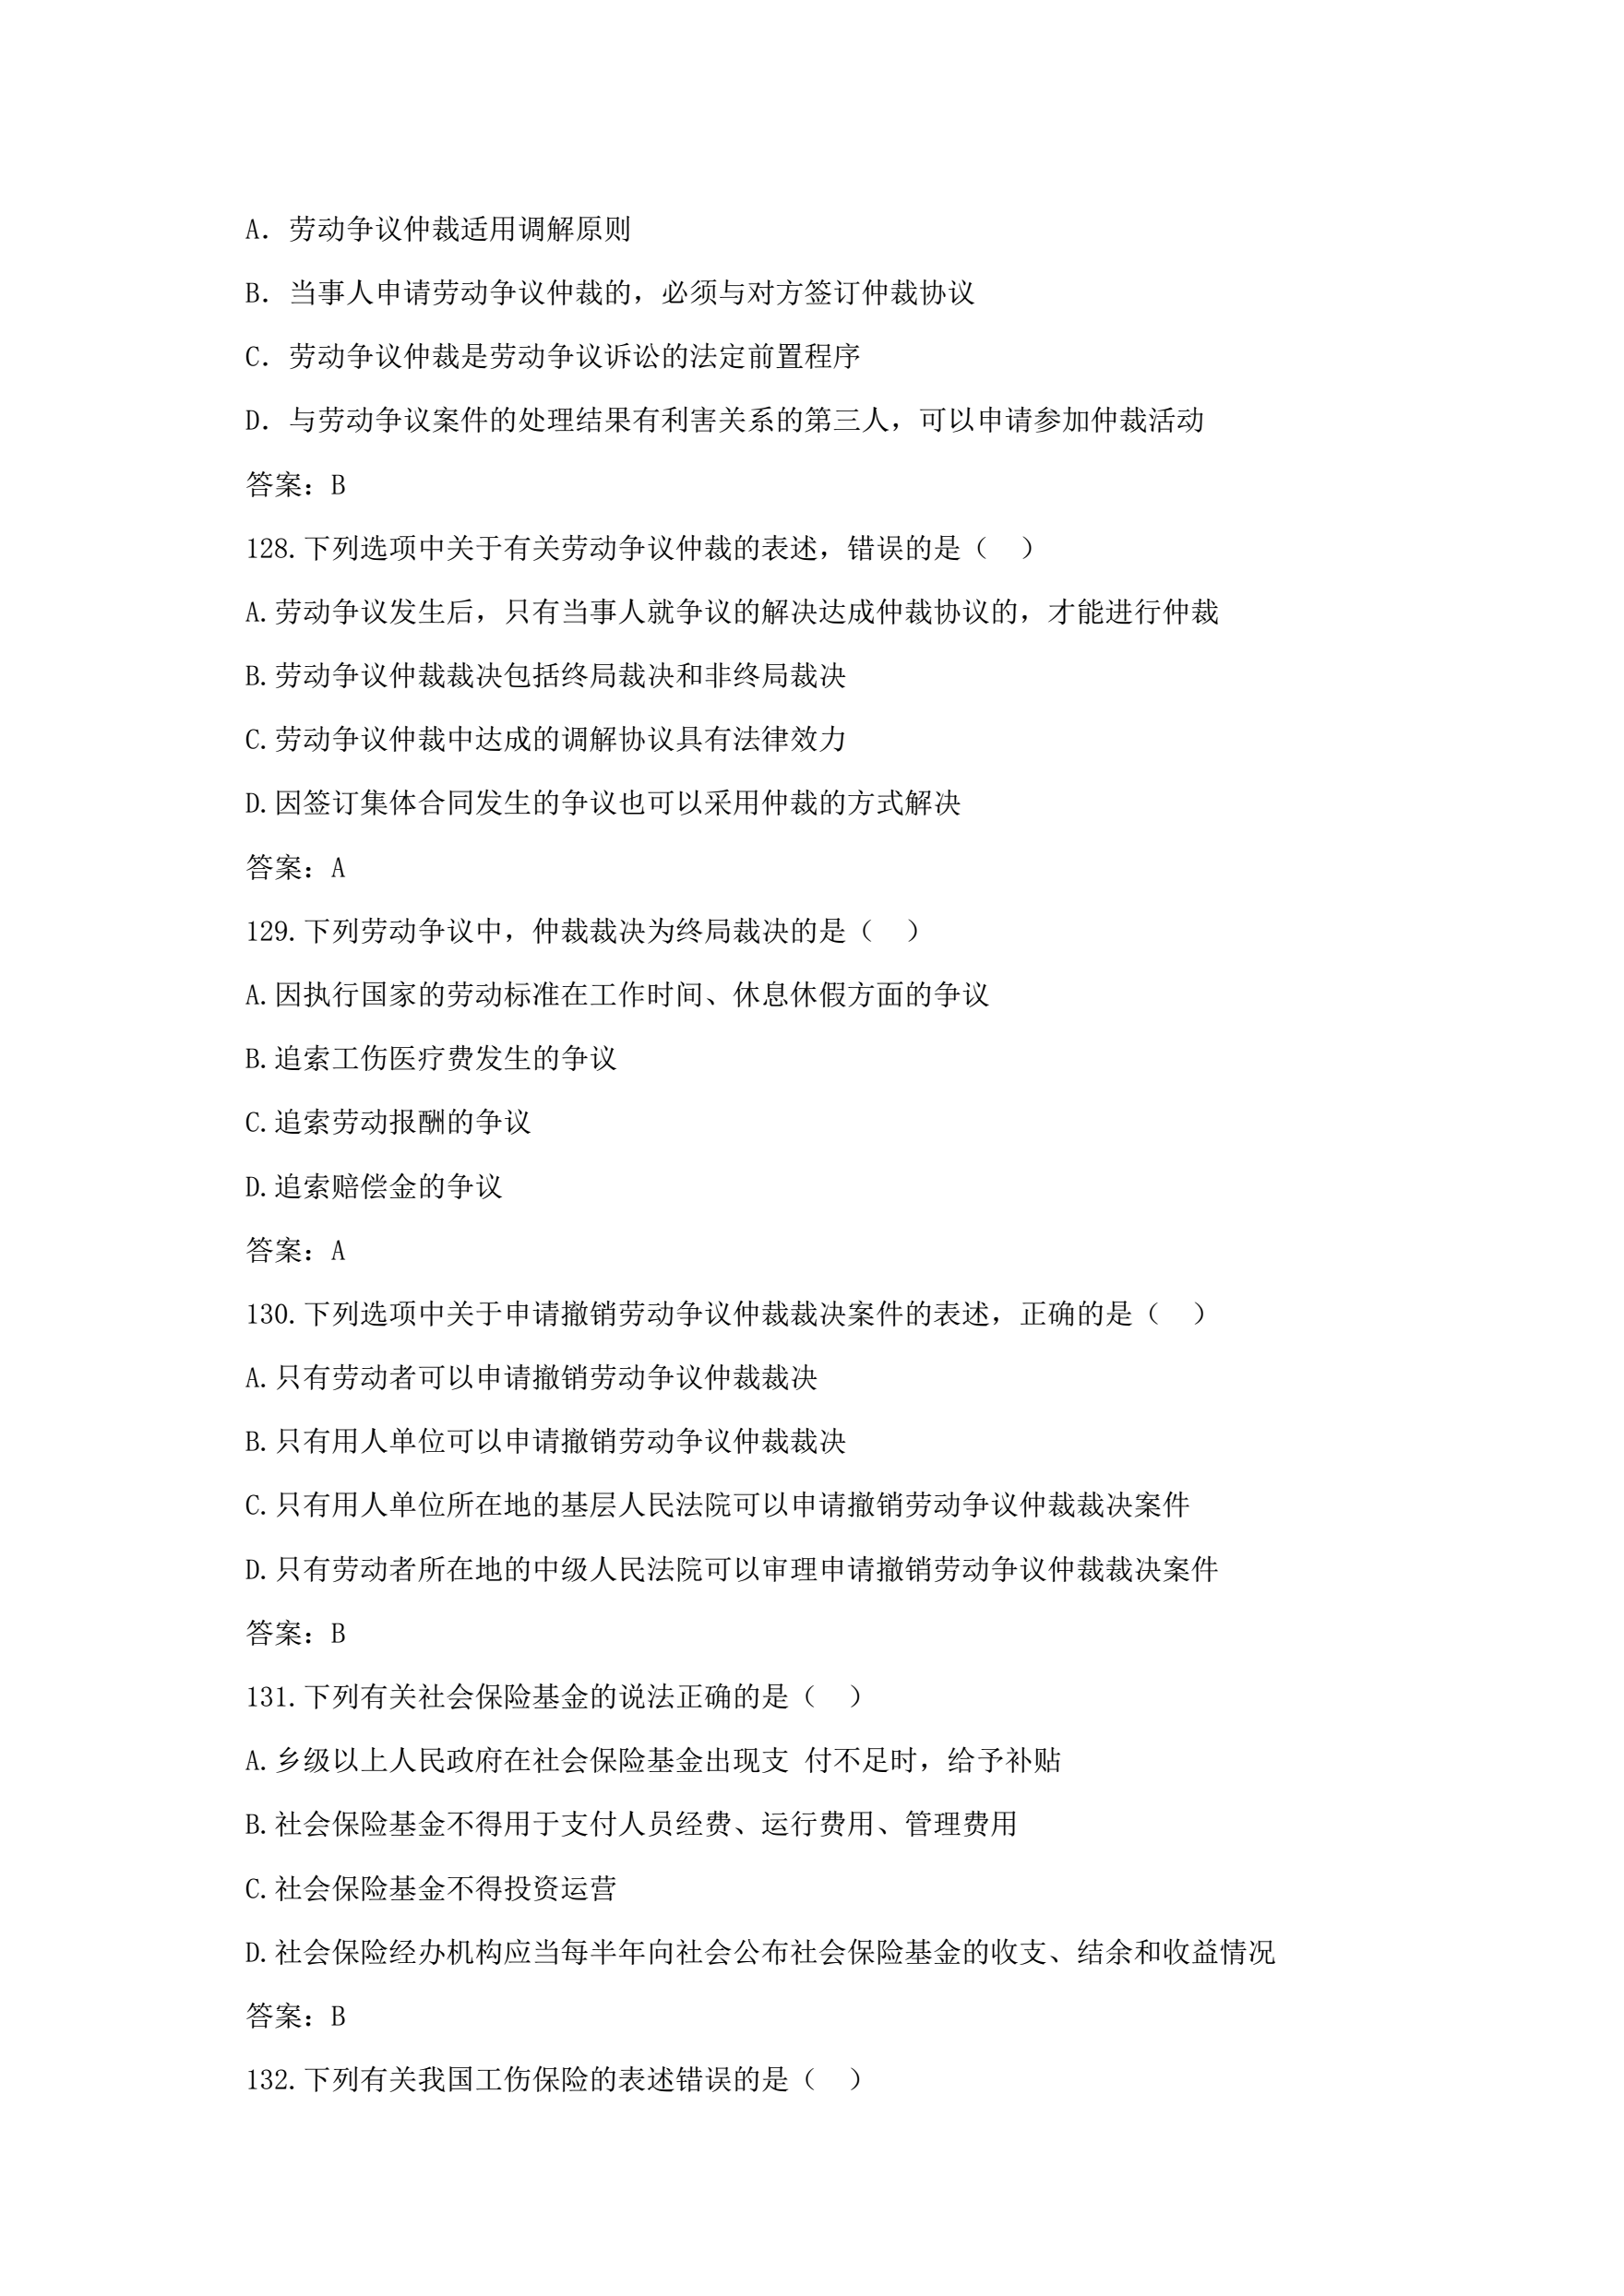 A．劳动争议仲裁适用调解原则
B．当事人申请劳动争议仲裁的，必须与对方签订仲裁协议
C．劳动争议仲裁是劳动争议诉讼的法定前置程序
D．与劳动争议案件的处理结果有利害关系的第三人，可以申请参加仲裁活动
答案：B
128.下列选项中关于有关劳动争议仲裁的表述，错误的是（　）
A.劳动争议发生后，只有当事人就争议的解决达成仲裁协议的，才能进行仲裁
B.劳动争议仲裁裁决包括终局裁决和非终局裁决
C.劳动争议仲裁中达成的调解协议具有法律效力
D.因签订集体合同发生的争议也可以采用仲裁的方式解决
答案：A
129.下列劳动争议中，仲裁裁决为终局裁决的是（　）
A.因执行国家的劳动标准在工作时间、休息休假方面的争议
B.追索工伤医疗费发生的争议
C.追索劳动报酬的争议
D.追索赔偿金的争议
答案：A
130.下列选项中关于申请撤销劳动争议仲裁裁决案件的表述，正确的是（　）
A.只有劳动者可以申请撤销劳动争议仲裁裁决
B.只有用人单位可以申请撤销劳动争议仲裁裁决
C.只有用人单位所在地的基层人民法院可以申请撤销劳动争议仲裁裁决案件
D.只有劳动者所在地的中级人民法院可以审理申请撤销劳动争议仲裁裁决案件
答案：B
131.下列有关社会保险基金的说法正确的是（　）
A.乡级以上人民政府在社会保险基金出现支 付不足时，给予补贴
B.社会保险基金不得用于支付人员经费、运行费用、管理费用
C.社会保险基金不得投资运营
D.社会保险经办机构应当每半年向社会公布社会保险基金的收支、结余和收益情况
答案：B
132.下列有关我国工伤保险的表述错误的是（　）